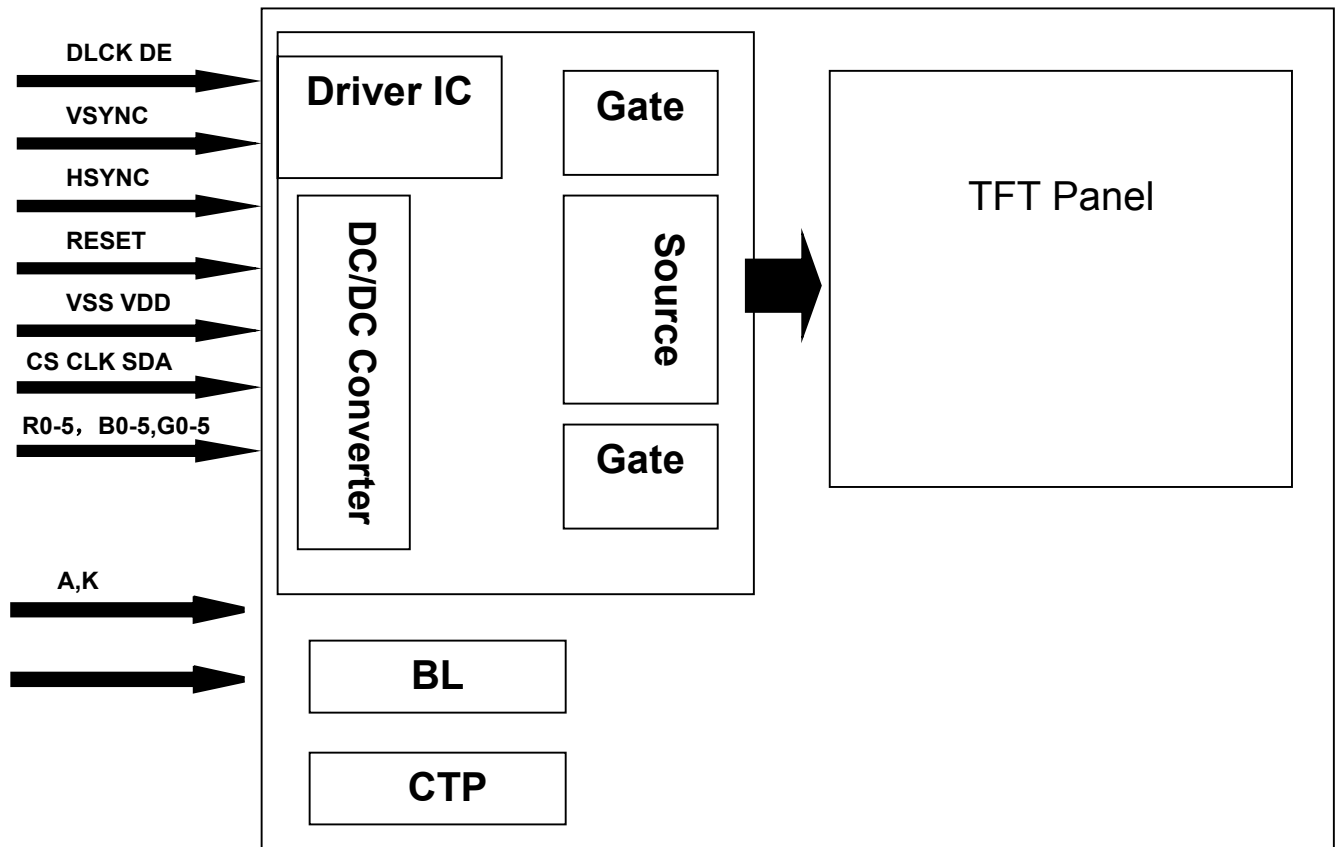 DLCK DE
VSYNC
HSYNC
RESET
VSS VDD
CS CLK SDA
R0-5，B0-5,G0-5
A,K
Driver IC
DC/DC Converter
Gate
Source
Gate
BL
CTP
TFT Panel